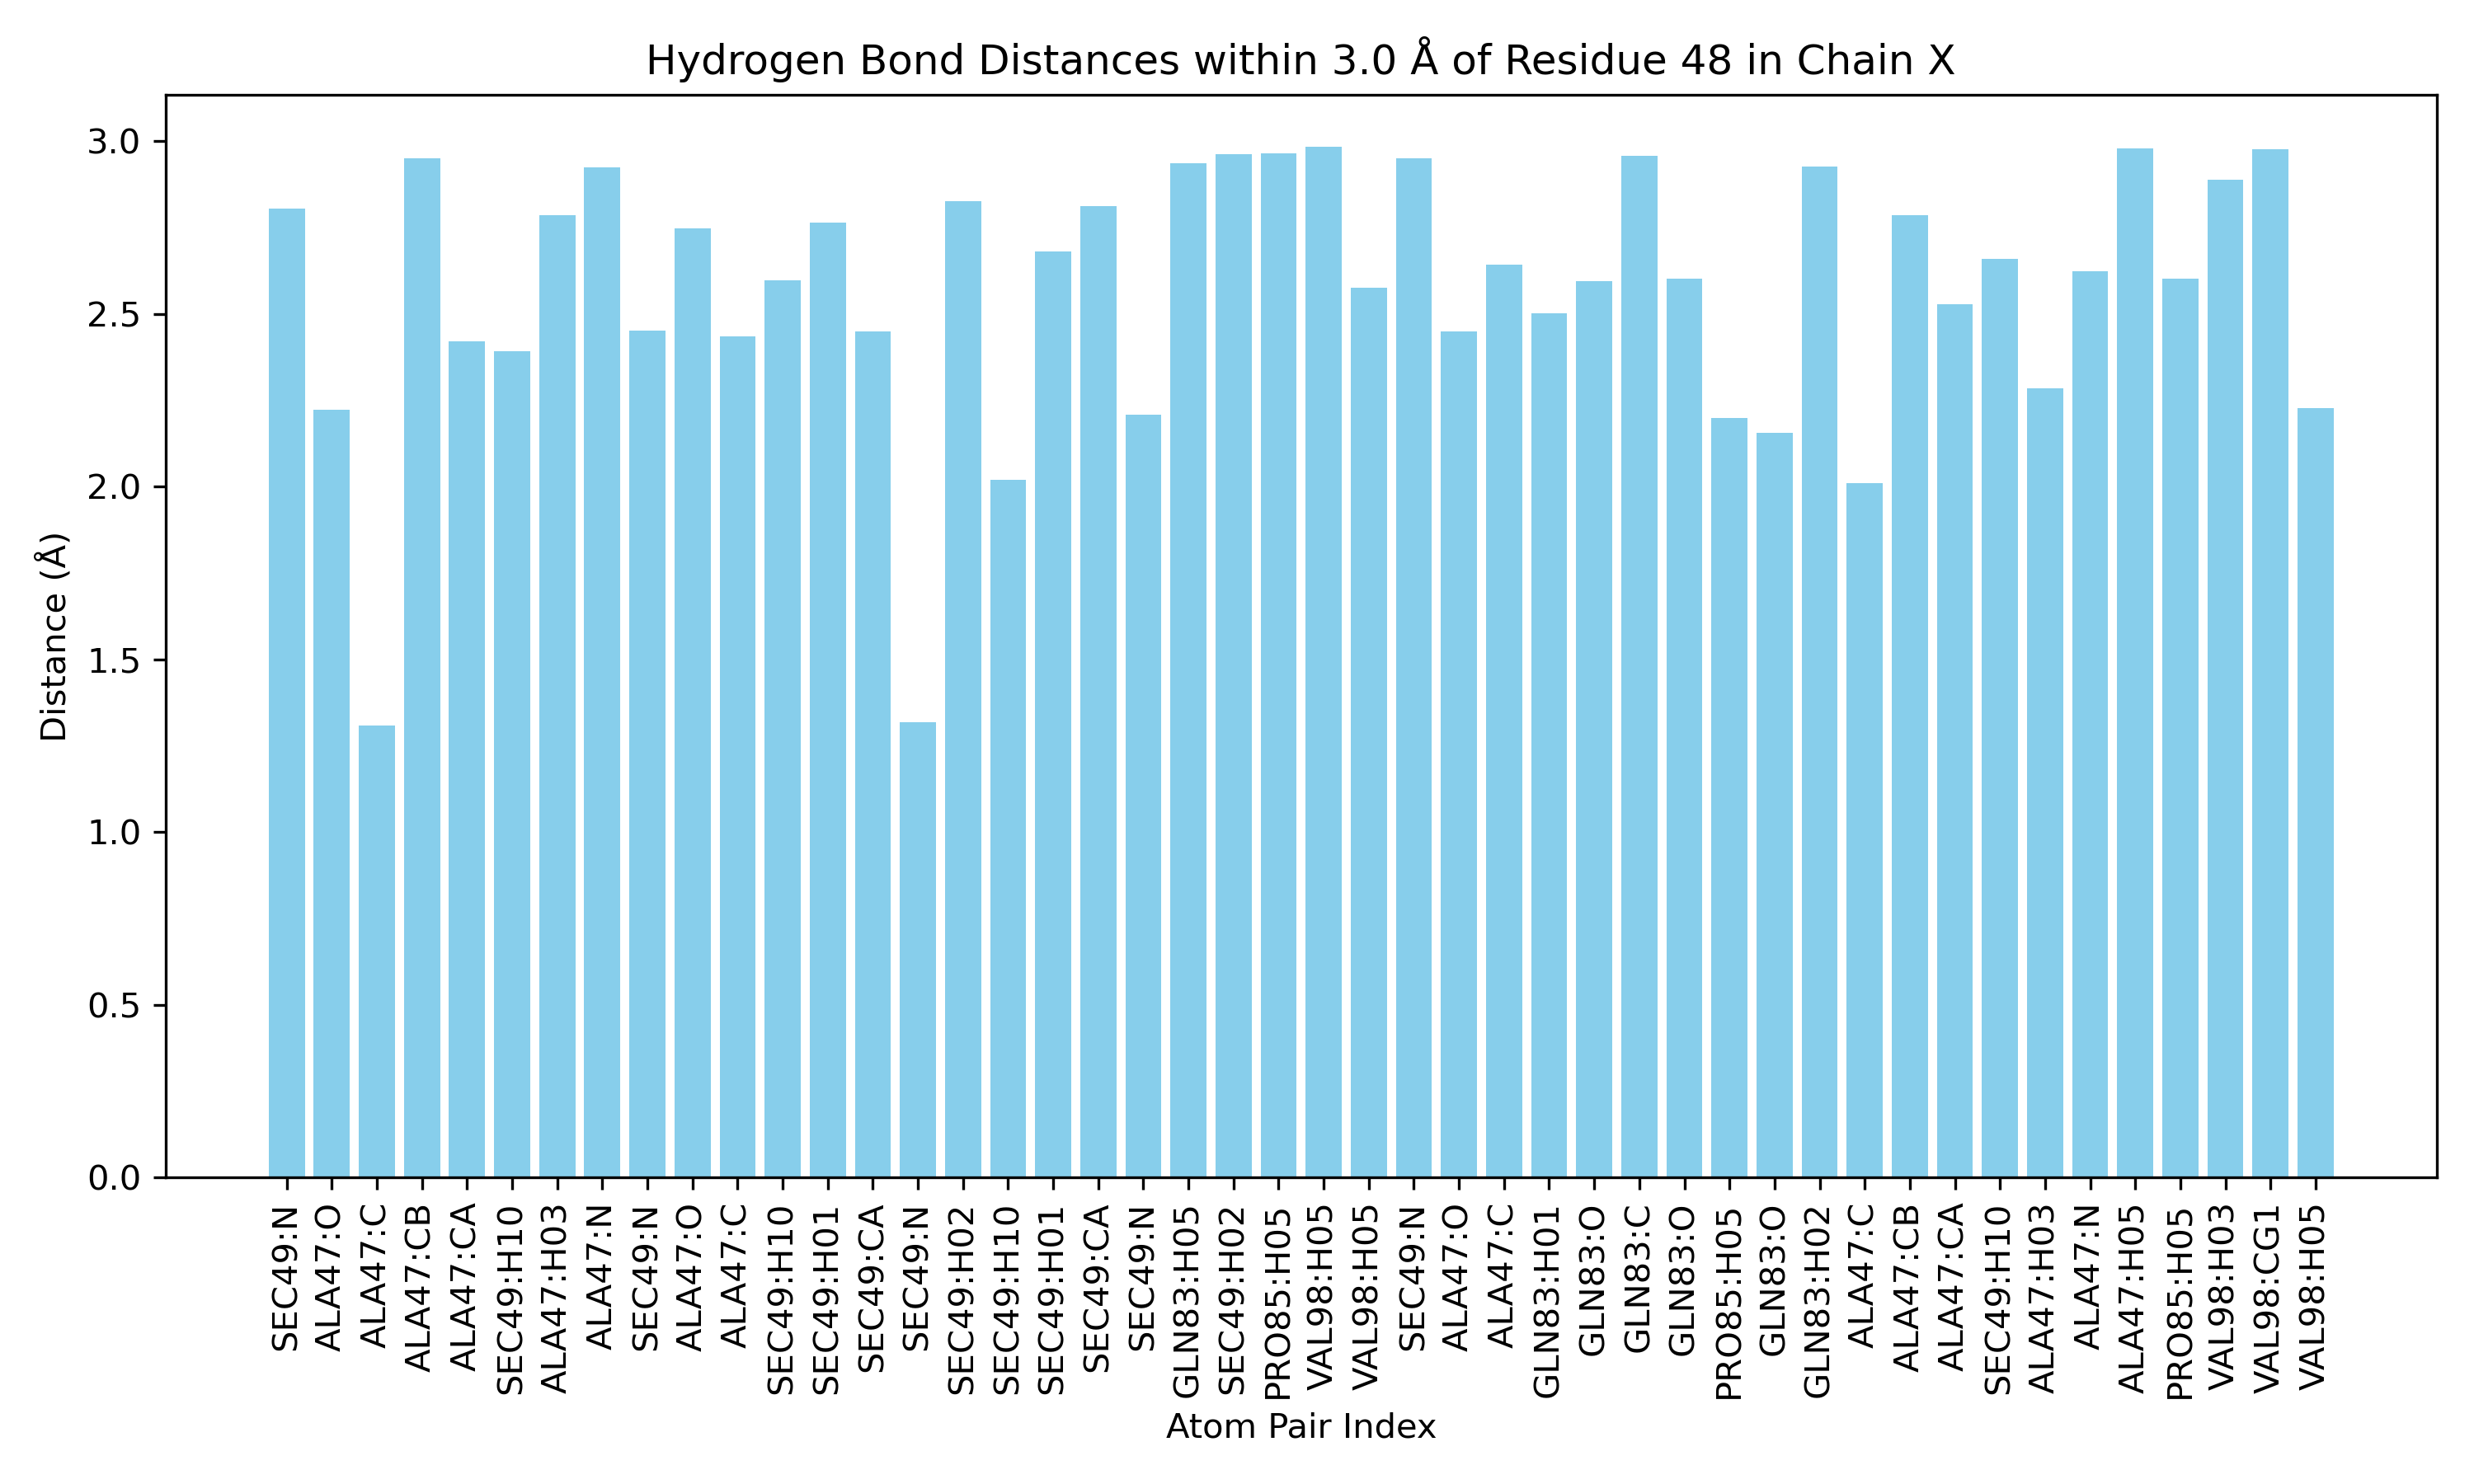 Hydrogen Bond Distances within 3.0 Å of Residue 48 in Chain X
Distance (Å)
3.0
2.5
2.0
1.5
1.0
0.5
0.0
SEC49:N
ALA47:O
ALA47:C
ALA47:CB
ALA47:CA
SEC49:H10
ALA47:H03
ALA47:N
SEC49:N
ALA47:O
ALA47:C
SEC49:H10
SEC49:H01
SEC49:CA
SEC49:N
SEC49:H02
SEC49:H10
SEC49:H01
SEC49:CA
SEC49:N
GLN83:H05
SEC49:H02
PRO85:H05
VAL98:H05
VAL98:H05
SEC49:N
ALA47:O
ALA47:C
GLN83:H01
GLN83:O
GLN83:C
GLN83:O
PRO85:H05
GLN83:O
GLN83:H02
ALA47:C
ALA47:CB
ALA47:CA
SEC49:H10
ALA47:H03
ALA47:N
ALA47:H05
PRO85:H05
VAL98:H03
VAL98:CG1
VAL98:H05
Atom Pair Index